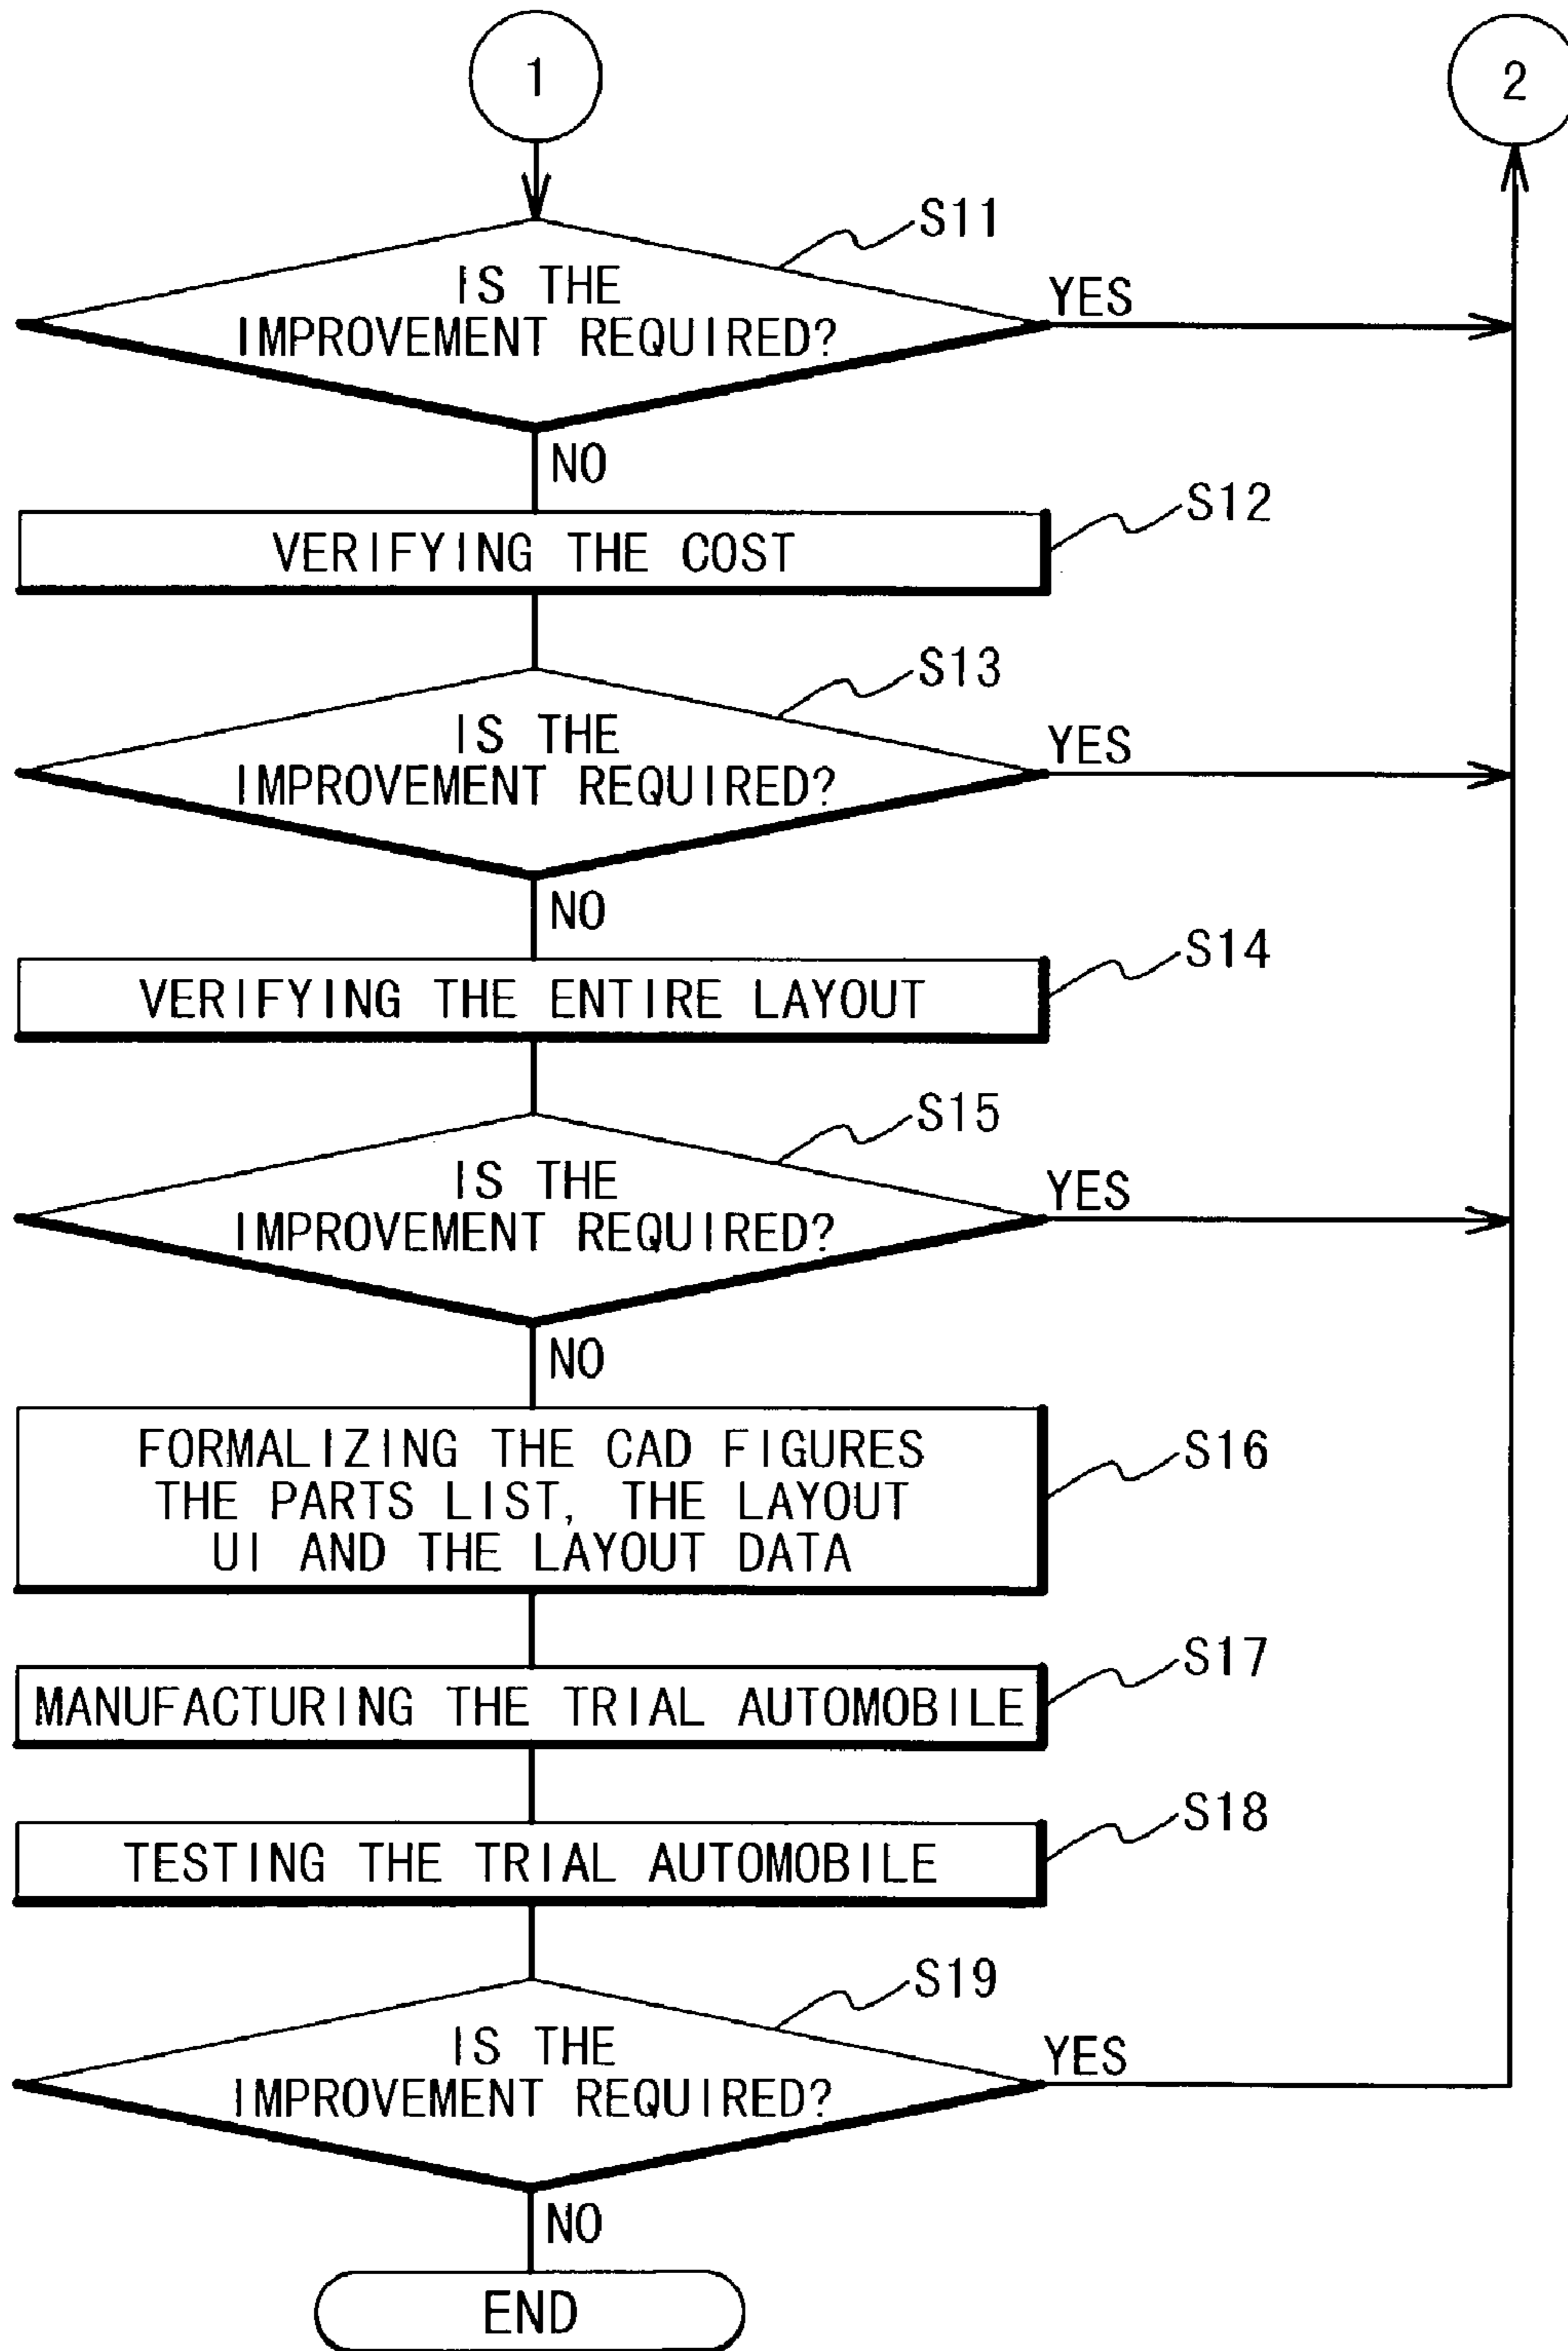 1
2
S11
IS THE
IMPROVEMENT REQUIRED?
YES
NO
S12
VERIFYING THE COST
S13
IS THE
IMPROVEMENT REQUIRED?
YES
NO
S14
VERIFYING THE ENTIRE LAYOUT
S15
IS THE
IMPROVEMENT REQUIRED?
YES
NO
S16
FORMALIZING THE CAD FIGURES
THE PARTS LIST, THE LAYOUT
UI AND THE LAYOUT DATA
S17
MANUFACTURING THE TRIAL AUTOMOBILE
S18
TESTING THE TRIAL AUTOMOBILE
S19
IS THE
IMPROVEMENT REQUIRED?
YES
NO
END